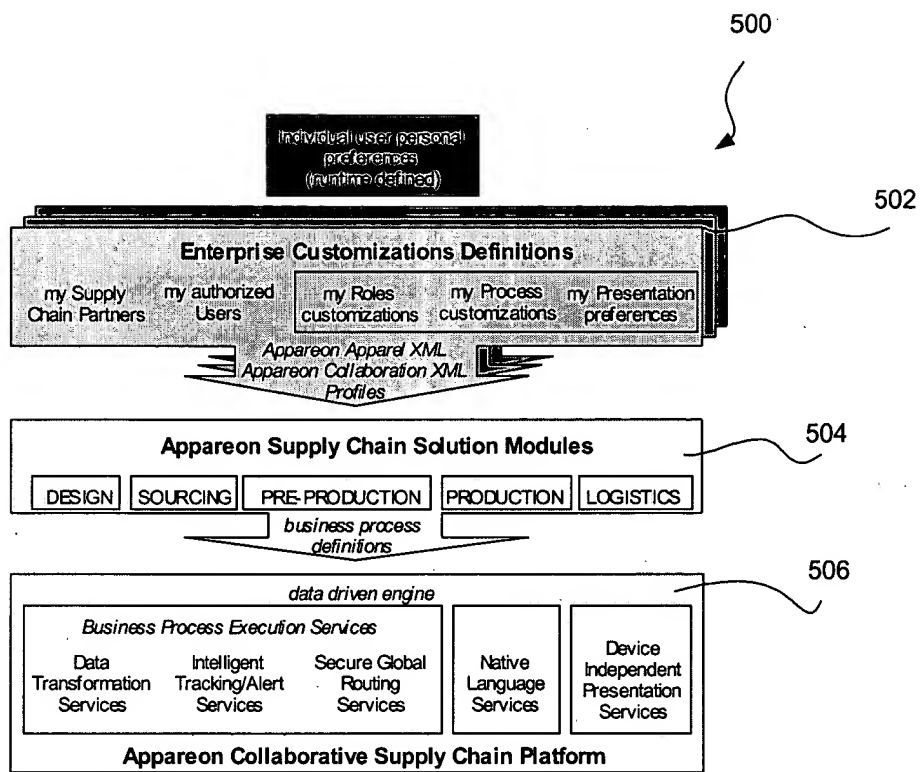 500
Individual user personal
preferences
(runtime defined)
502
Enterprise Customizations Definitions
my Supply
Chain Partners
my authorized
Users
my Roles
customizations
my Process
customizations
my Presentation
preferences
Appareon Apparel XML
Appareon Collaboration XML
Profiles
504
Appareon Supply Chain Solution Modules
DESIGN
SOURCING
PRE-PRODUCTION
PRODUCTION
LOGISTICS
business process
definitions
506
data driven engine
Business Process Execution Services
Data
Transformation
Services
Intelligent
Tracking/Alert
Services
Secure Global
Routing
Services
Native
Language
Services
Device
Independent
Presentation
Services
Appareon Collaborative Supply Chain Platform